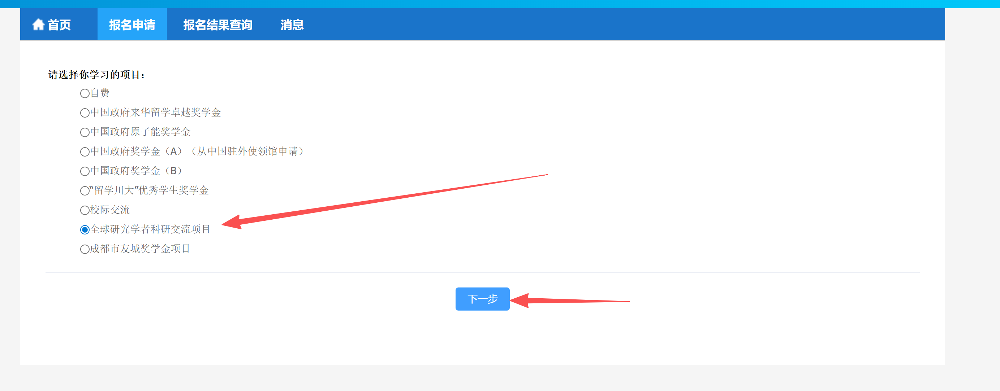 首页 报名申请 报名结果查询 消息
请选择你学习的项目：
自费
中国政府来华留学卓越奖学金
中国政府原子能奖学金
中国政府奖学金（A）（从中国驻外使领馆申请）
中国政府奖学金（B）
“留学川大”优秀学生奖学金
校际交流
全球研究学者科研交流项目
成都市友城奖学金项目
下一步